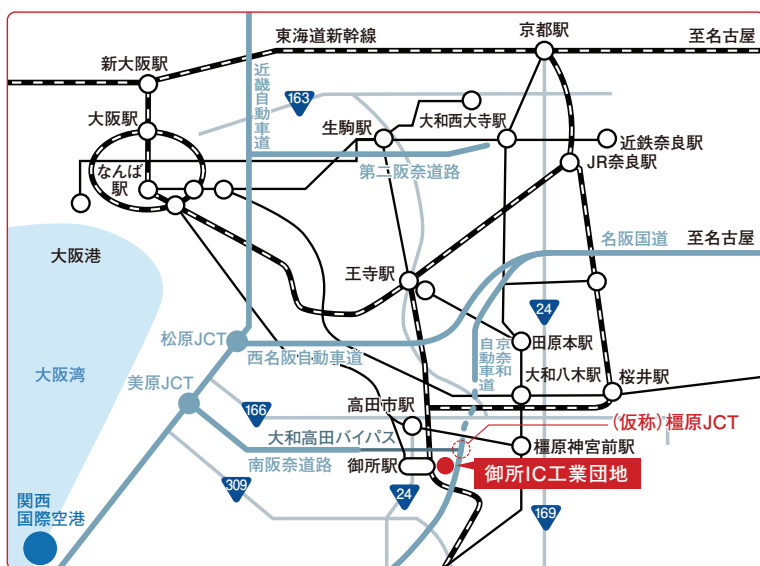 東海道新幹線
京都駅
至名古屋
新大阪駅
近畿自動車道
163
大阪駅
生駒駅
大和西大寺駅
近鉄奈良駅
JR奈良駅
なんば
駅
第二阪奈道路
名阪国道
至名古屋
大阪港
王寺駅
24
松原JCT
西名阪自動車道
京奈和
自動車道
田原本駅
大阪湾
美原JCT
大和八木駅
桜井駅
166
高田市駅
(仮称)橿原JCT
大和高田バイパス
橿原神宮前駅
南阪奈道路
御所駅
御所IC工業団地
309
24
169
関西
国際空港